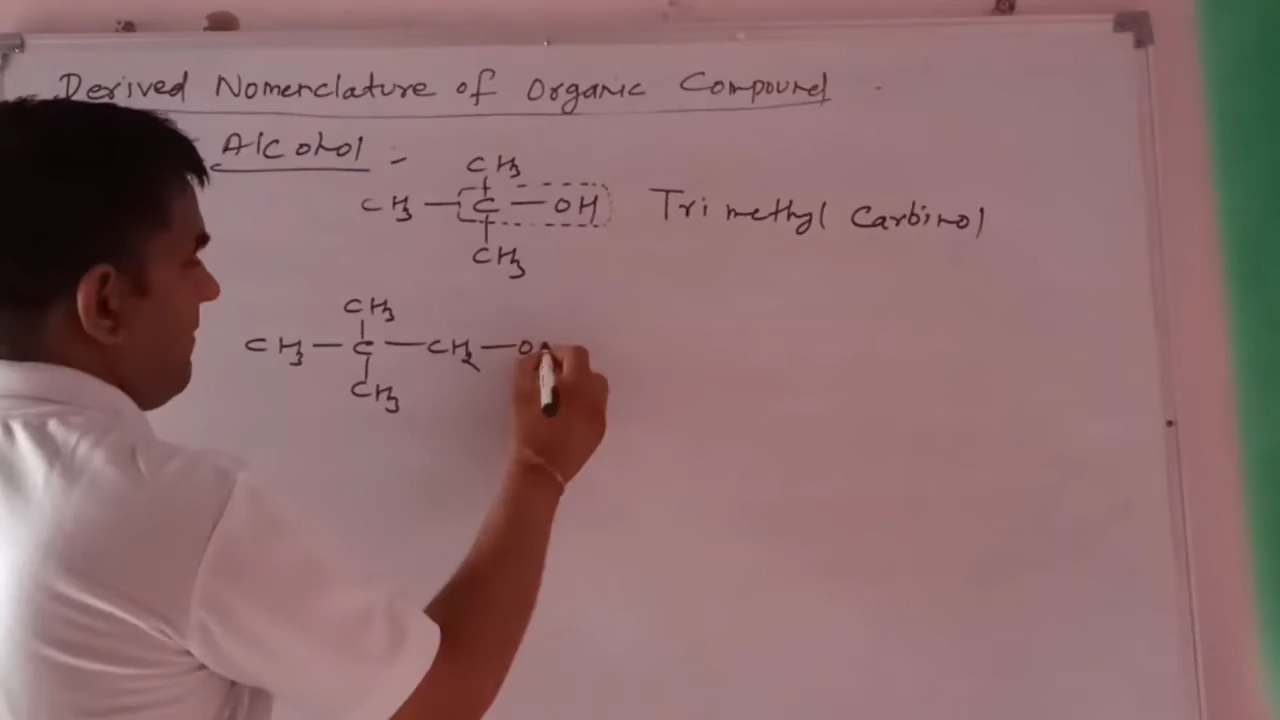 Derived Nomenclature of Organic Compound
Alcohol -
CH3
CH3 — C — OH Trimethyl Carbinol
CH3
CH3
CH3 — C — CH2 — O
CH3